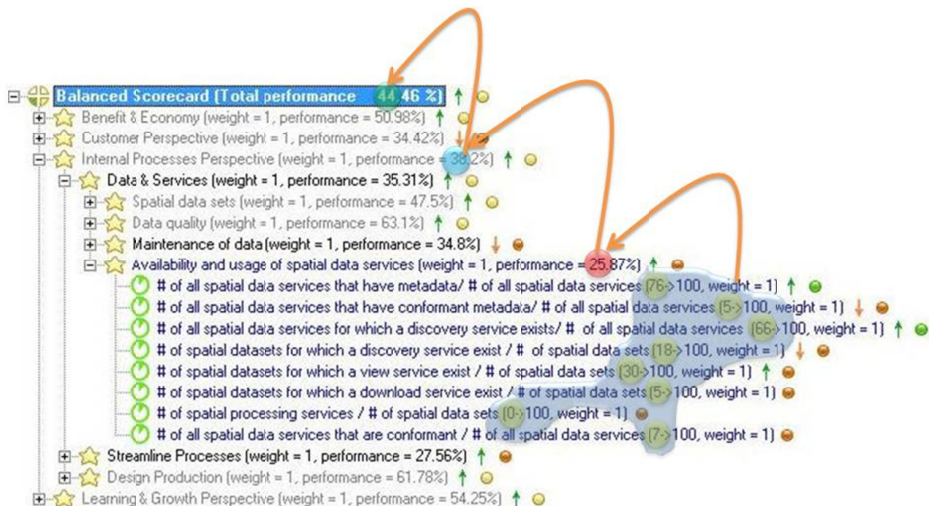 Balanced Scorecard (Total performance 44.46 %)
Benefit & Economy (weight = 1, performance = 50.98%)
Customer Perspective (weight = 1, performance = 34.42%)
Internal Processes Perspective (weight = 1, performance = 38.2%)
Data & Services (weight = 1, performance = 35.31%)
Spatial data sets (weight = 1, performance = 47.5%)
Data quality (weight = 1, performance = 63.1%)
Maintenance of data (weight = 1, performance = 34.8%)
Availability and usage of spatial data services (weight = 1, performance = 25.87%)
# of all spatial data services that have metadata/ # of all spatial data services (76->100, weight = 1)
# of all spatial data services that have conformant metadata/ # of all spatial data services (5->100, weight = 1)
# of all spatial data services for which a discovery service exists/ # of all spatial data services (66->100, weight = 1)
# of spatial datasets for which a discovery service exist / # of spatial data sets (18->100, weight = 1)
# of spatial datasets for which a view service exist / # of spatial data sets (30->100, weight = 1)
# of spatial datasets for which a download service exist / # of spatial data sets (5->100, weight = 1)
# of spatial processing services / # of spatial data sets (0->100, weight = 1)
# of all spatial data services that are conformant / # of all spatial data services (7->100, weight = 1)
Streamline Processes (weight = 1, performance = 27.56%)
Design Production (weight = 1, performance = 61.78%)
Learning & Growth Perspective (weight = 1, performance = 54.25%)